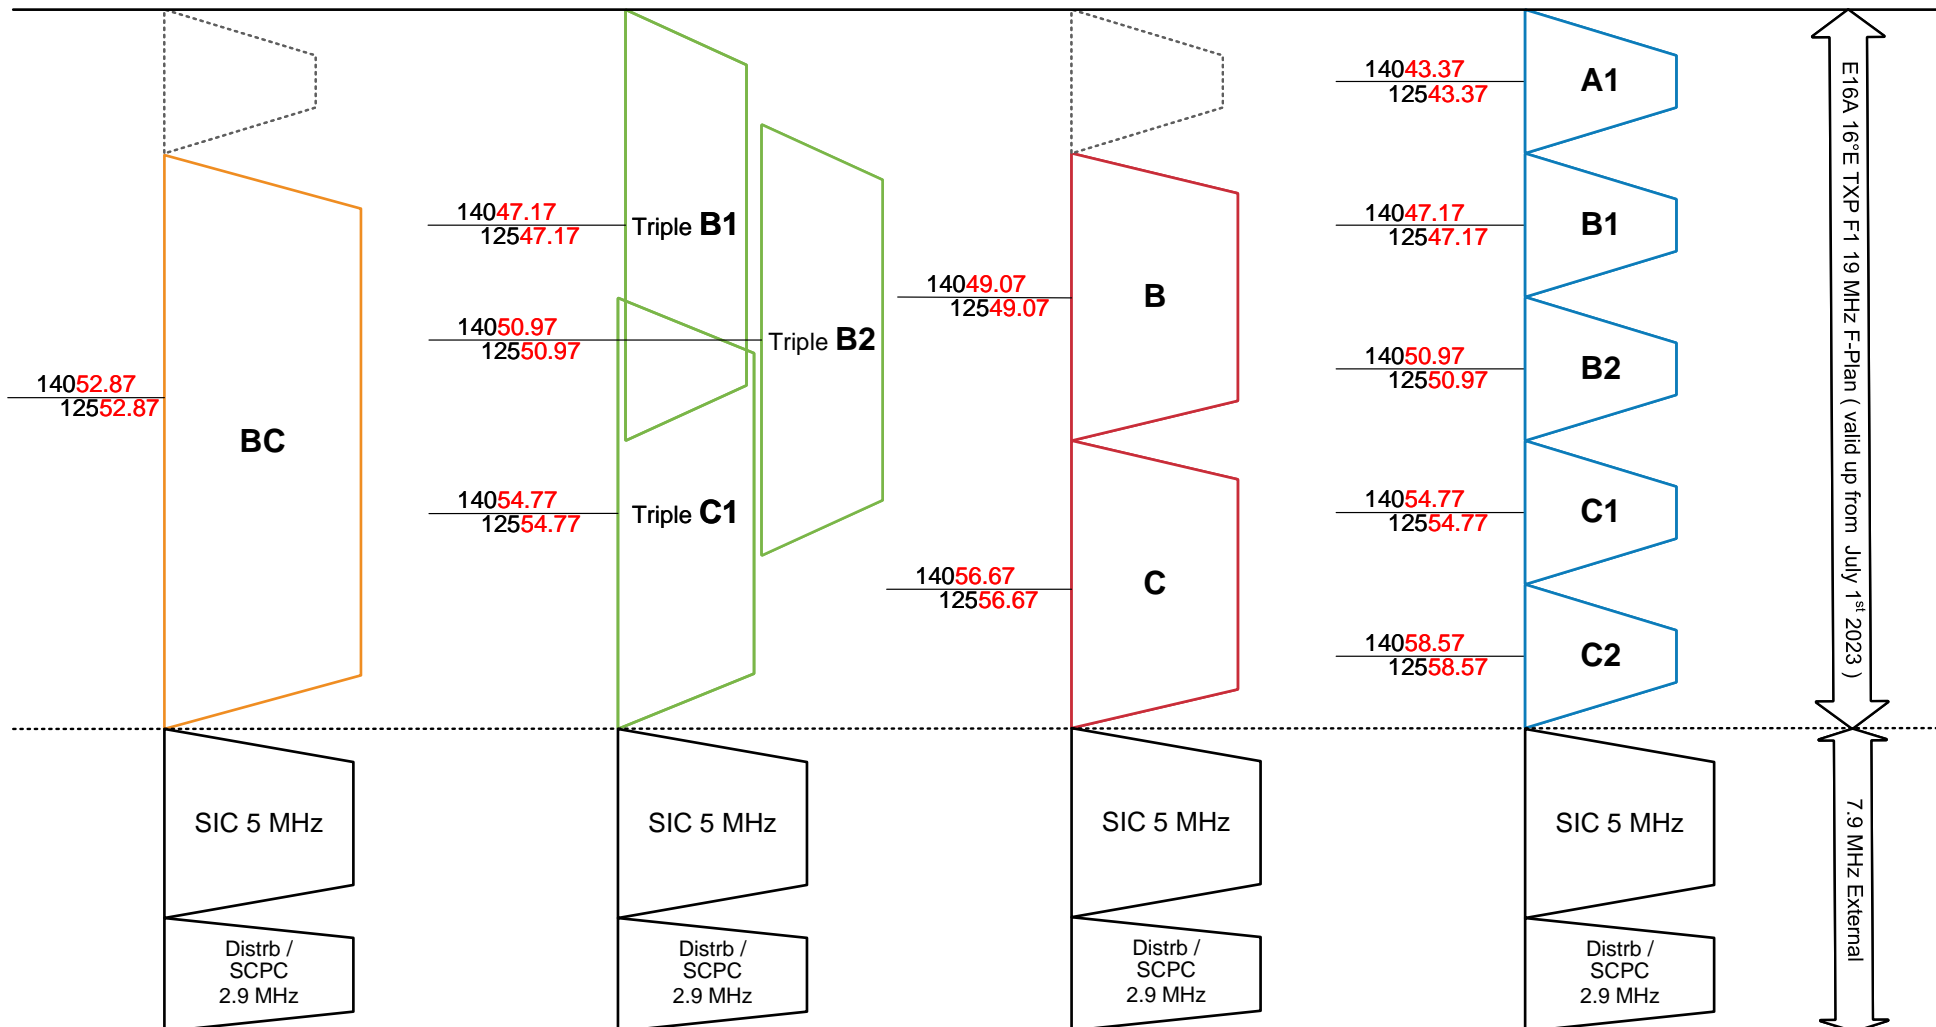 14052.87
12552.87
BC
SIC 5 MHz
Distrb /
SCPC
2.9 MHz
14047.17
12547.17
Triple B1
14050.97
12550.97
Triple B2
14054.77
12554.77
Triple C1
SIC 5 MHz
Distrb /
SCPC
2.9 MHz
14049.07
12549.07
B
14056.67
12556.67
C
SIC 5 MHz
Distrb /
SCPC
2.9 MHz
14043.37
12543.37
A1
14047.17
12547.17
B1
14050.97
12550.97
B2
14054.77
12554.77
C1
14058.57
12558.57
C2
SIC 5 MHz
Distrb /
SCPC
2.9 MHz
E16A 16°E TXP F1 19 MHz F-Plan ( valid up from July 1st 2023 )
7.9 MHz External